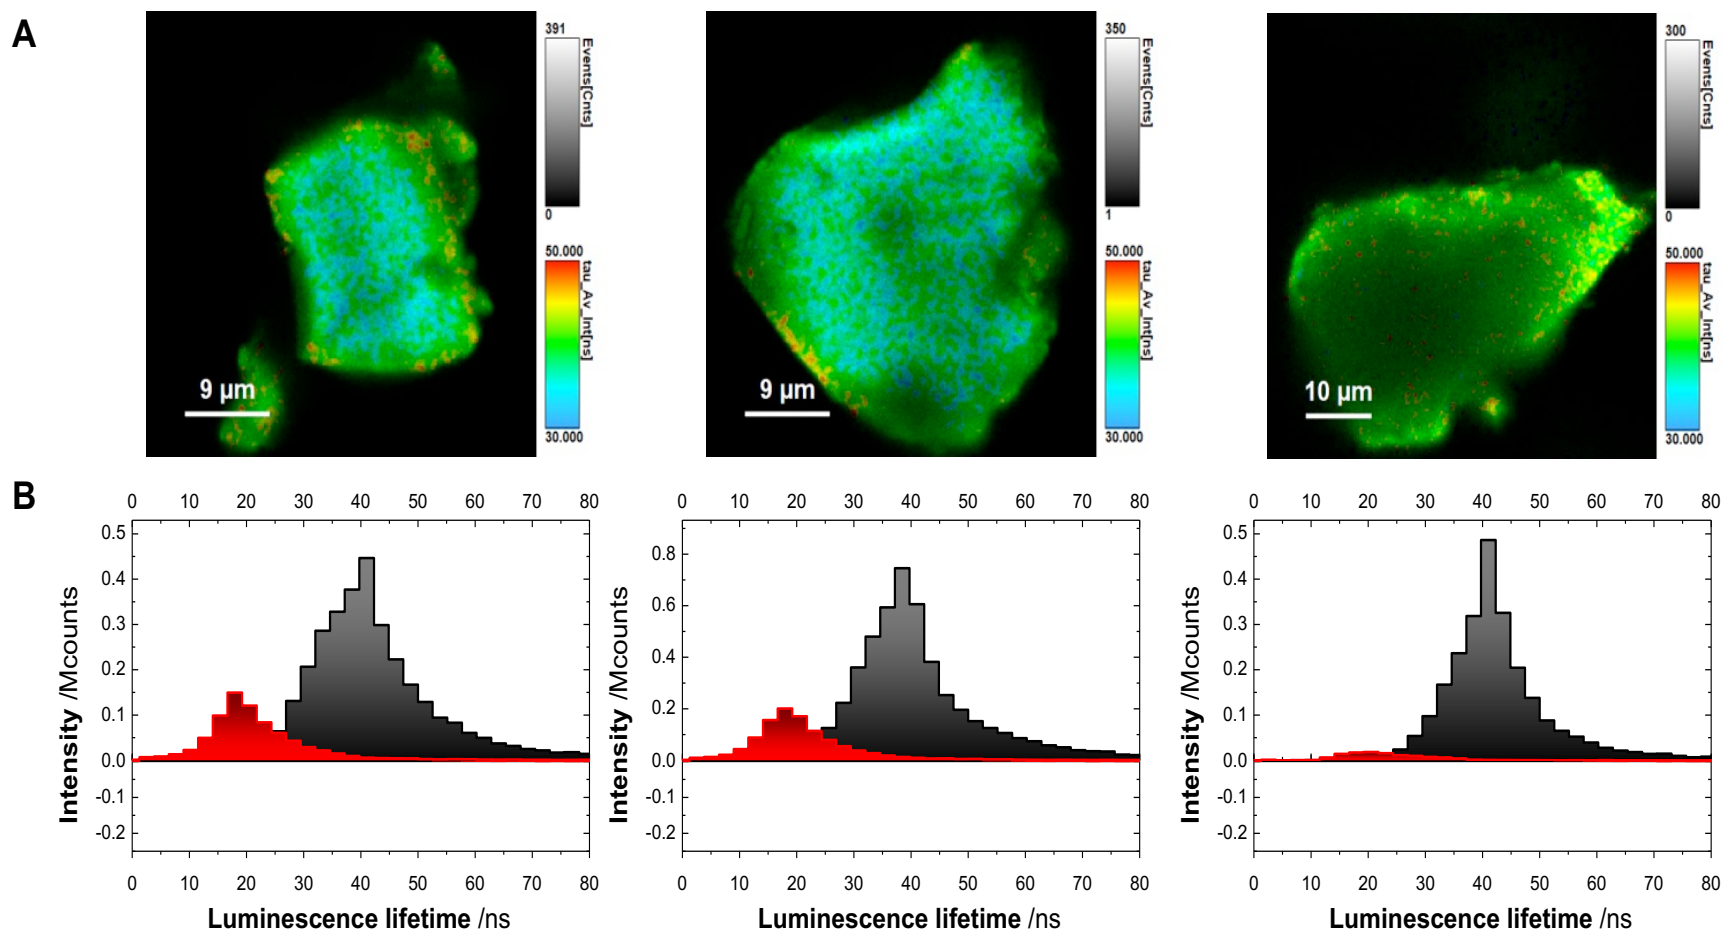 A
391
Events[Cnts]
0
50.000
tau_Av_Int[ns]
30.000
9 µm
350
Events[Cnts]
1
50.000
tau_Av_Int[ns]
30.000
9 µm
300
Events[Cnts]
0
50.000
tau_Av_Int[ns]
30.000
10 µm
B
0 10 20 30 40 50 60 70 80
0.5
0.4
0.3
0.2
0.1
0.0
-0.1
-0.2
Intensity /Mcounts
0 10 20 30 40 50 60 70 80
Luminescence lifetime /ns
0 10 20 30 40 50 60 70 80
0.8
0.6
0.4
0.2
0.0
-0.1
-0.2
Intensity /Mcounts
0 10 20 30 40 50 60 70 80
Luminescence lifetime /ns
0 10 20 30 40 50 60 70 80
0.5
0.4
0.3
0.2
0.1
0.0
-0.1
-0.2
Intensity /Mcounts
0 10 20 30 40 50 60 70 80
Luminescence lifetime /ns